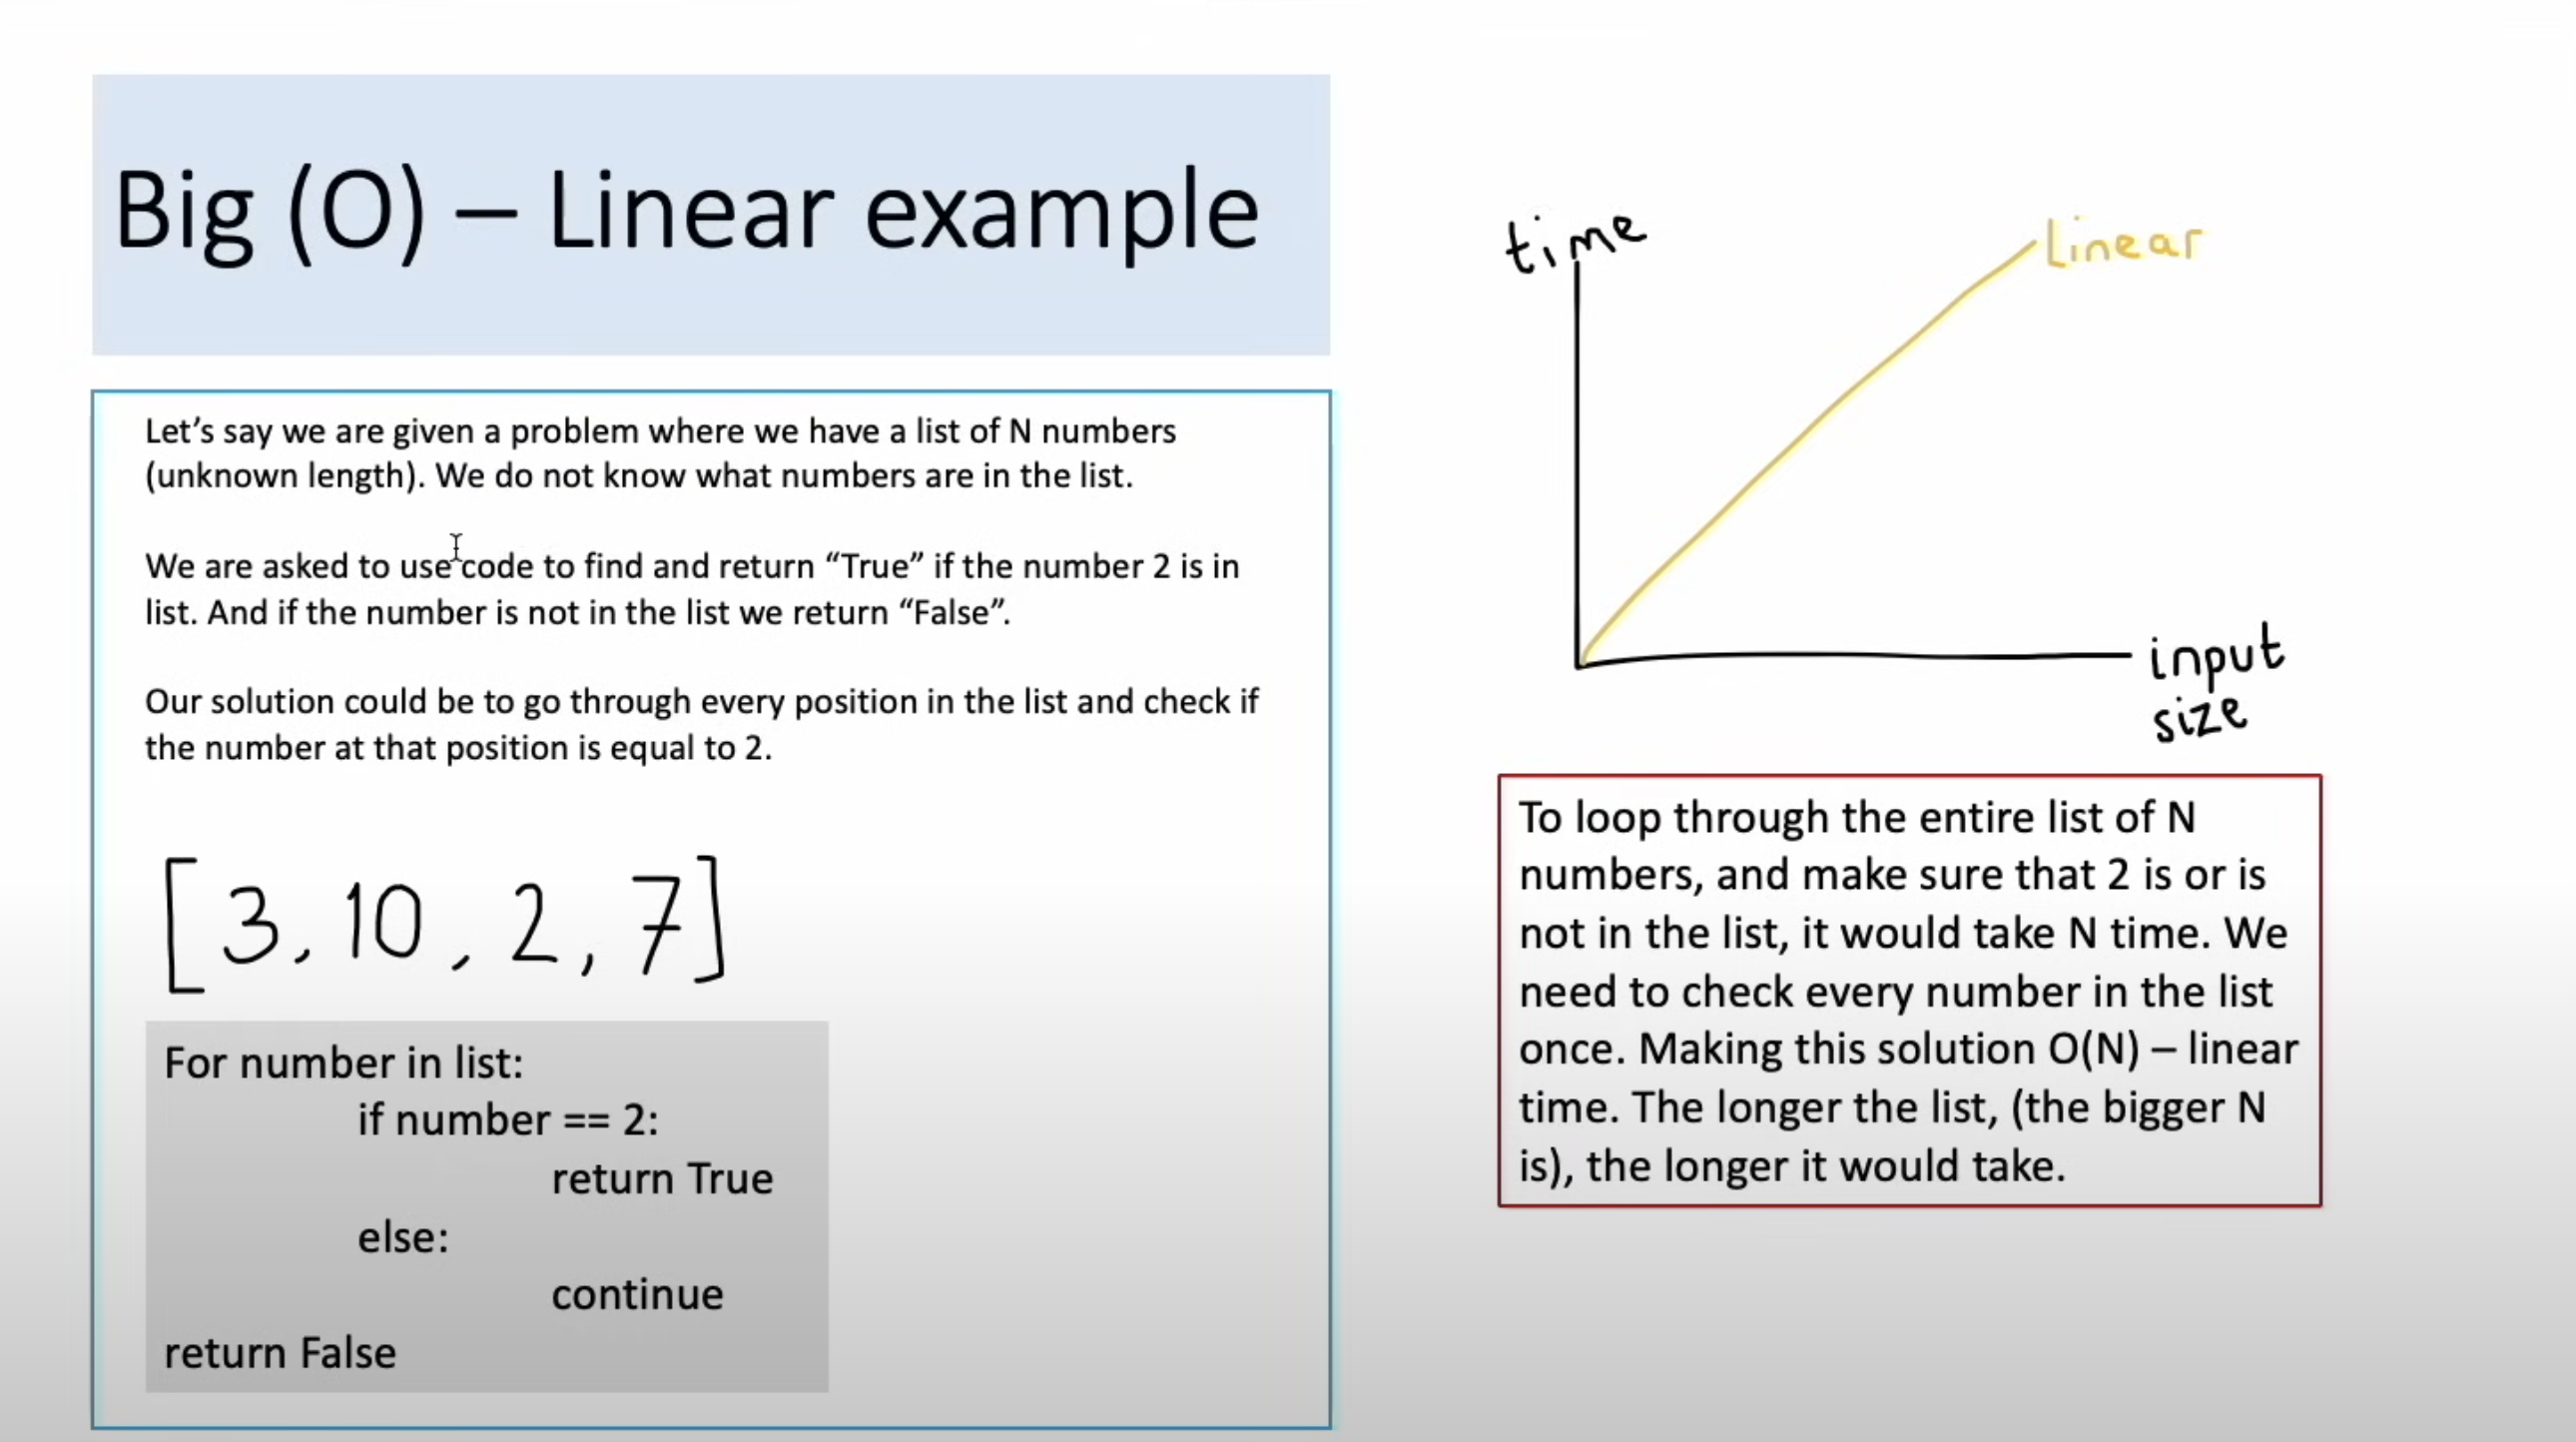 Big (O) – Linear example
Let’s say we are given a problem where we have a list of N numbers
(unknown length). We do not know what numbers are in the list.
We are asked to use code to find and return “True” if the number 2 is in
list. And if the number is not in the list we return “False”.
Our solution could be to go through every position in the list and check if
the number at that position is equal to 2.
[3, 10, 2, 7]
For number in list:
if number == 2:
return True
else:
continue
return False
time
linear
input
size
To loop through the entire list of N
numbers, and make sure that 2 is or is
not in the list, it would take N time. We
need to check every number in the list
once. Making this solution O(N) – linear
time. The longer the list, (the bigger N
is), the longer it would take.